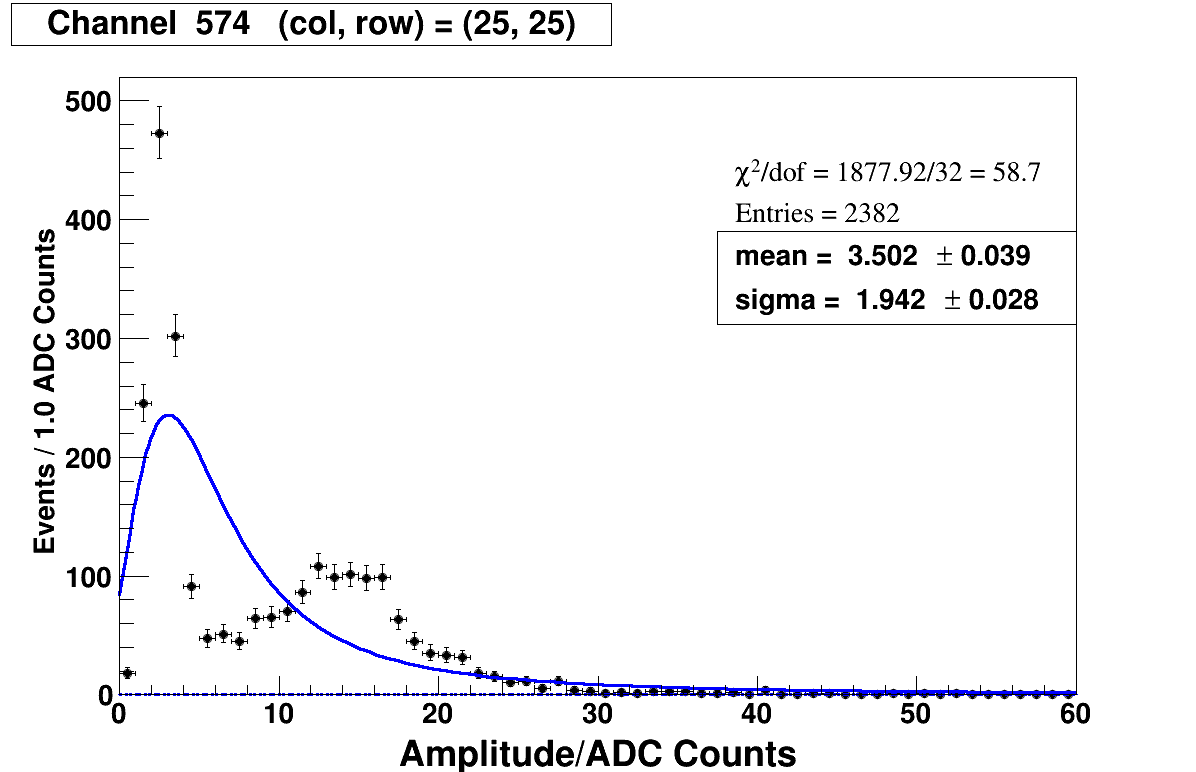 Channel 574 (col, row) = (25, 25)
500
400
300
200
100
0
Events / 1.0 ADC Counts
χ²/dof = 1877.92/32 = 58.7
Entries = 2382
mean = 3.502 ± 0.039
sigma = 1.942 ± 0.028
0 10 20 30 40 50 60
Amplitude/ADC Counts